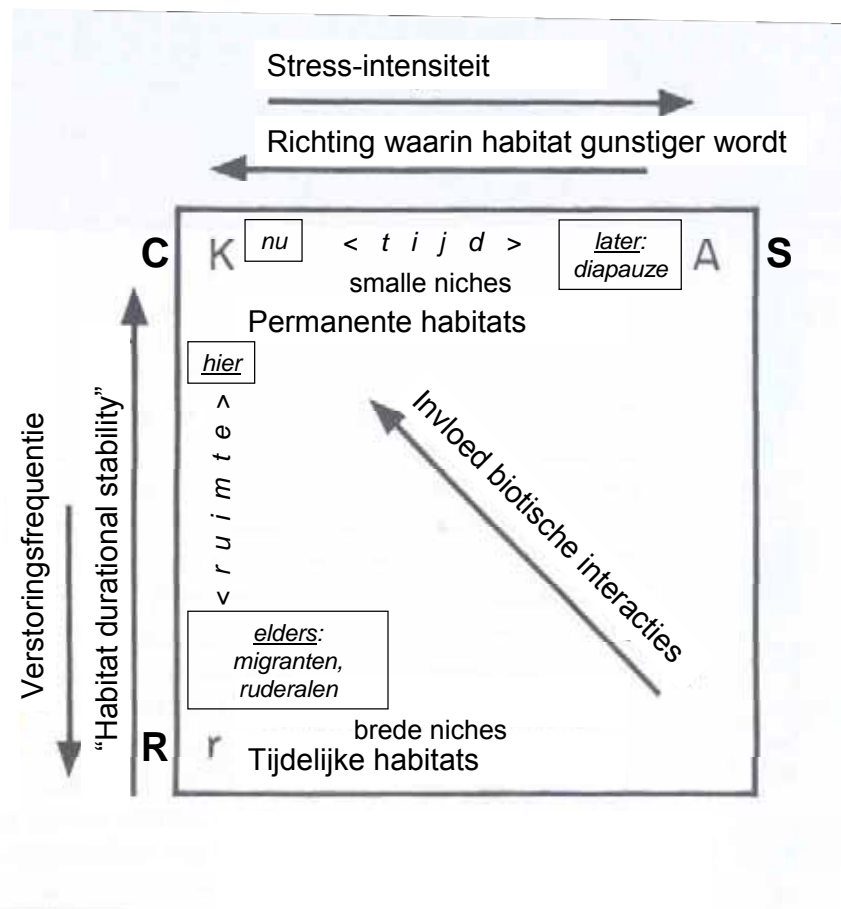 Stress-intensiteit
Richting waarin habitat gunstiger wordt
C K nu < t i j d > later: A S
diapauze
smalle niches
Permanente habitats
hier
< r u i m t e >
Verstoringsfrequentie
"Habitat durational stability"
Invloed biotische interacties
elders:
migranten,
ruderalen
brede niches
R r Tijdelijke habitats